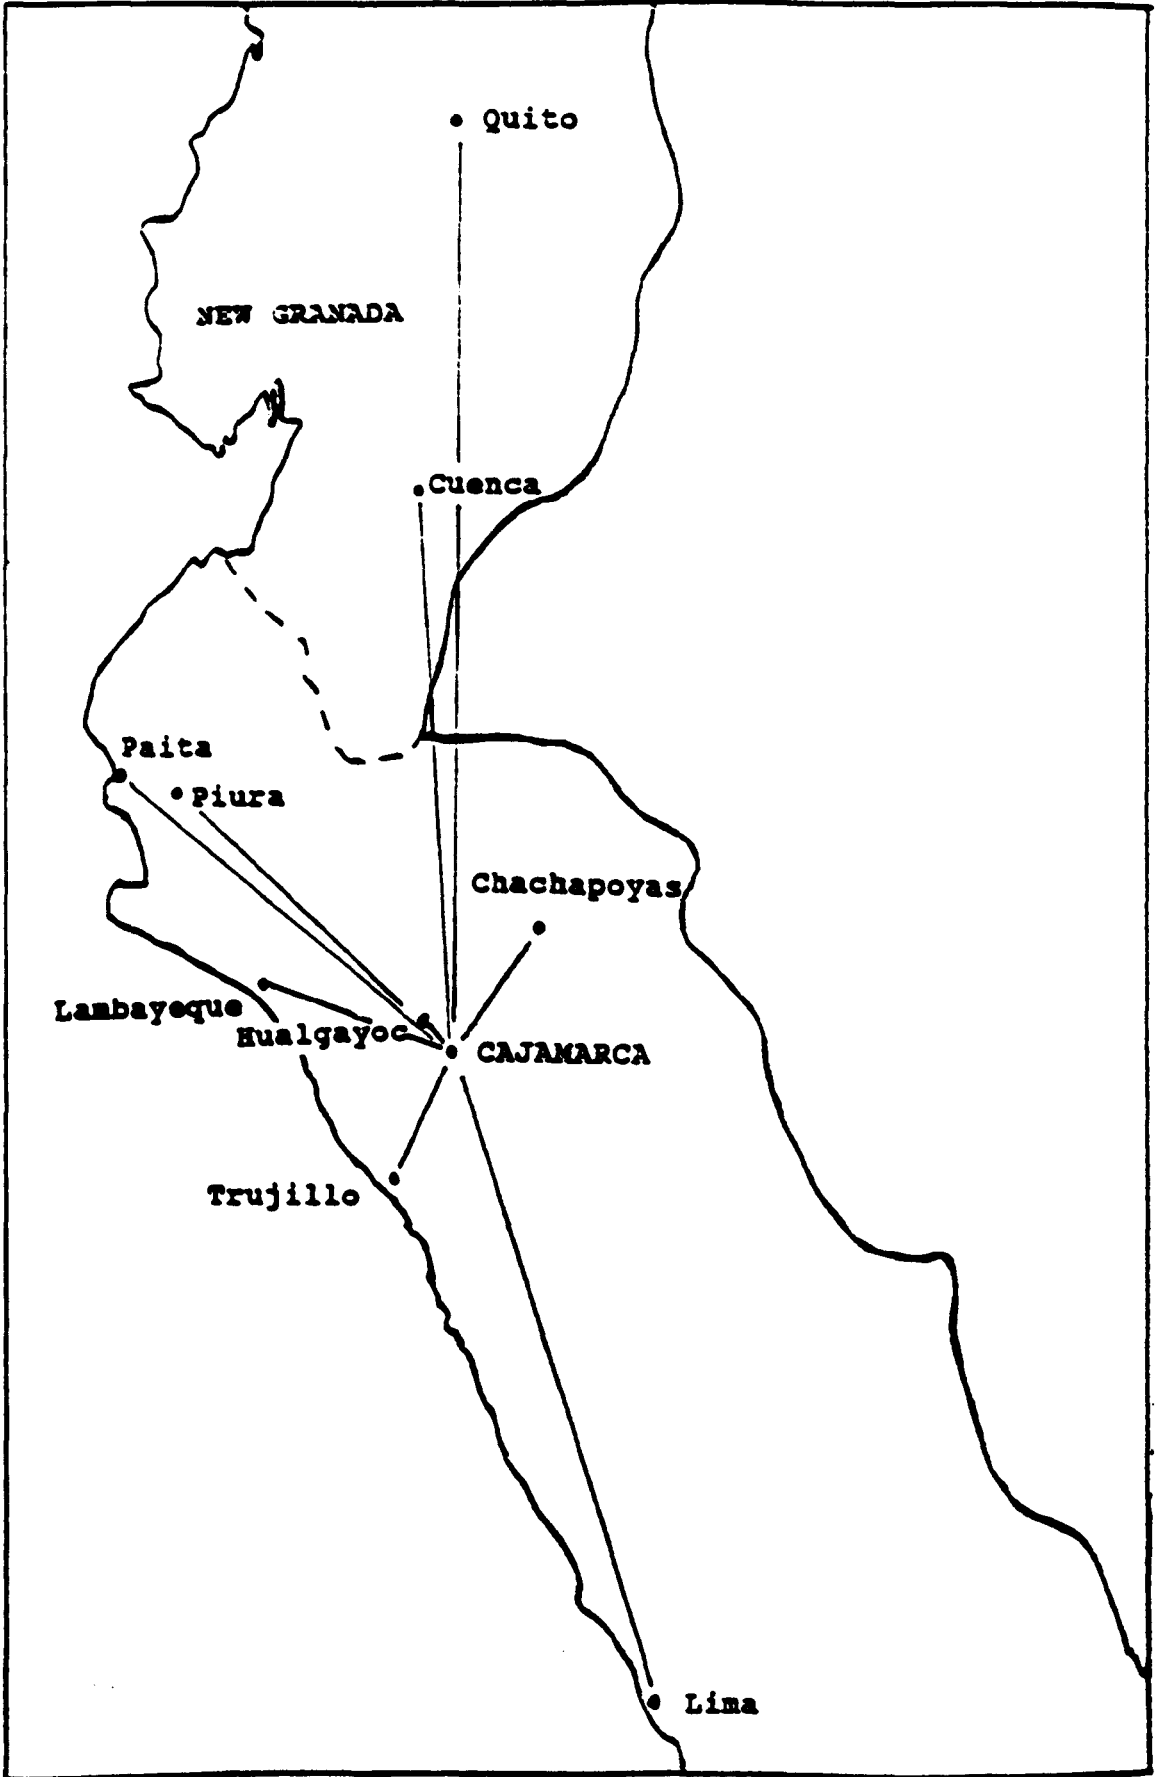 Quito
NEW GRANADA
Cuenca
Paita
Piura
Chachapoyas
Lambayeque
Hualgayoc
CAJAMARCA
Trujillo
Lima